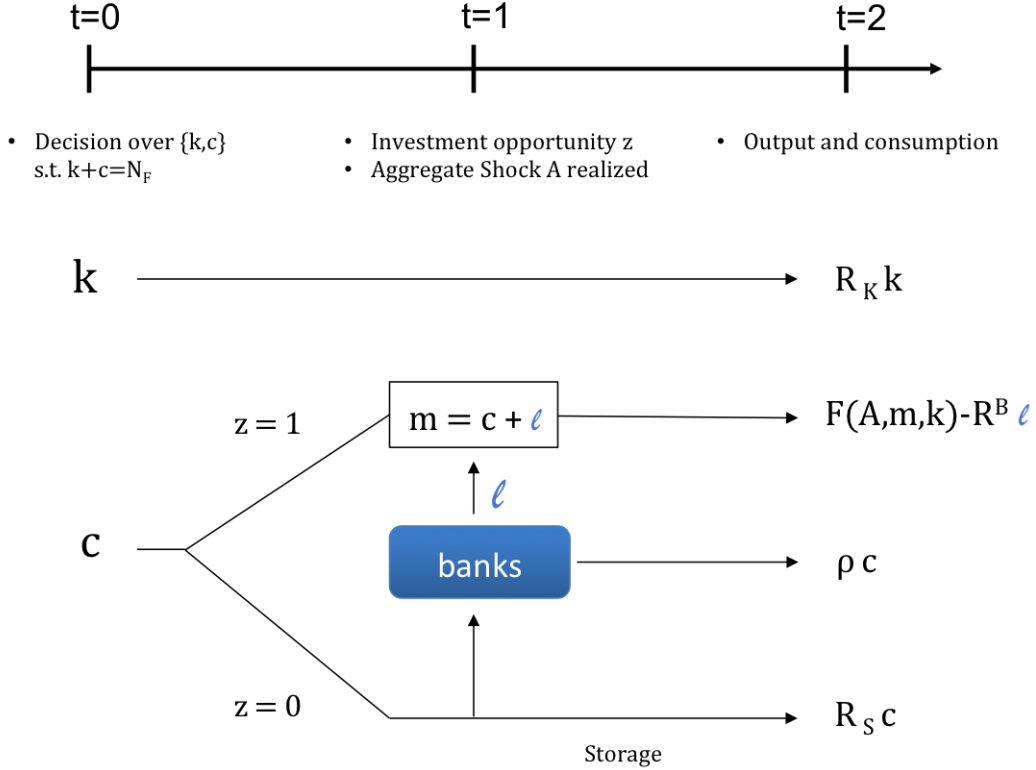 t=0 t=1 t=2
• Decision over {k,c} • Investment opportunity z • Output and consumption
s.t. k+c=N_F • Aggregate Shock A realized
k R_K k
z = 1 m = c + ℓ F(A,m,k)-R^B ℓ
ℓ
c banks ρ c
z = 0 R_S c
Storage